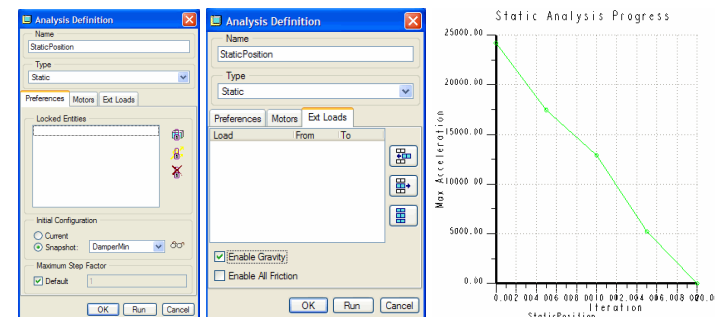 Analysis Definition
Name
StaticPosition
Type
Static
Preferences Motors Ext Loads
Locked Entities
Initial Configuration
Current
Snapshot: DamperMin
Maximum Step Factor
Default 1
OK Run Cancel
Analysis Definition
Name
StaticPosition
Type
Static
Preferences Motors Ext Loads
Load From To
Enable Gravity
Enable All Friction
OK Run Cancel
Static Analysis Progress
25000.00
20000.00
15000.00
10000.00
5000.00
0.00
Max Acceleration
Iteration
StaticPosition